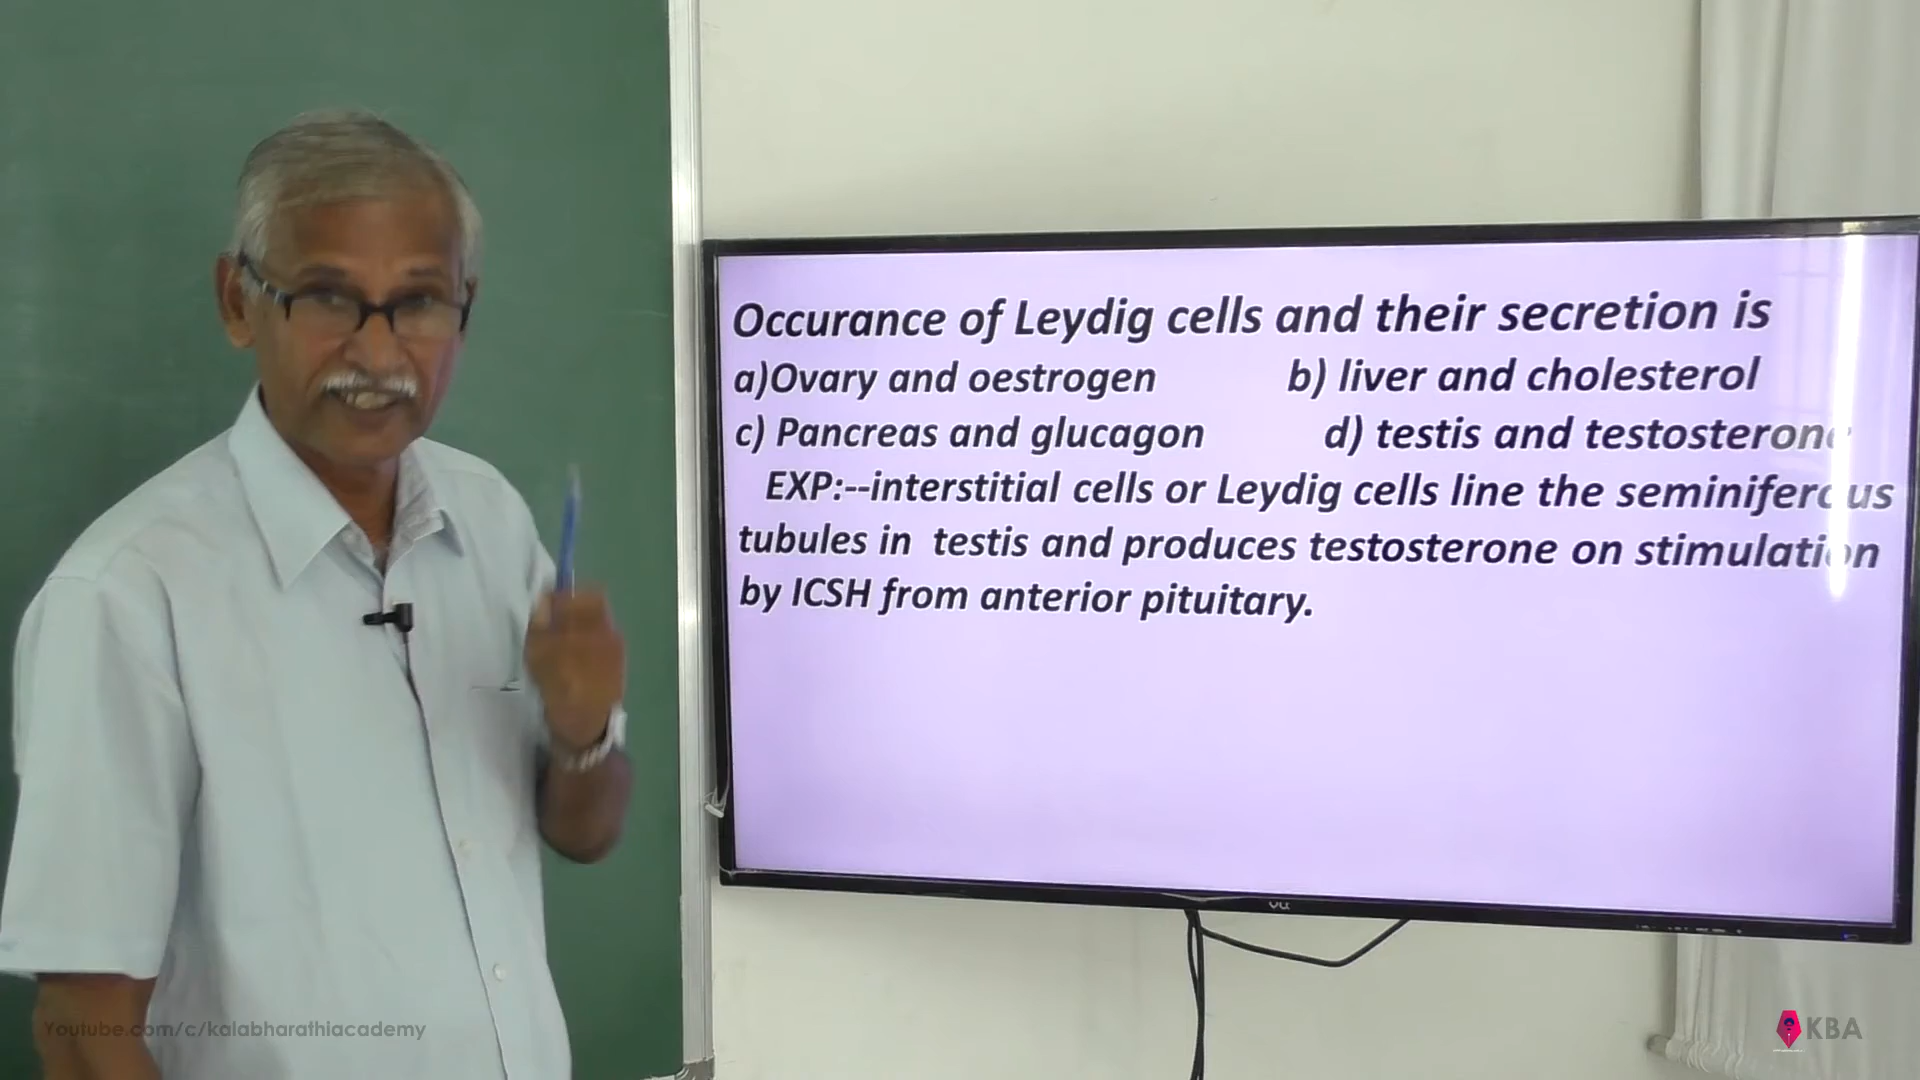 Occurance of Leydig cells and their secretion is
a)Ovary and oestrogen b) liver and cholesterol
c) Pancreas and glucagon d) testis and testosterone
EXP:--interstitial cells or Leydig cells line the seminiferous
tubules in testis and produces testosterone on stimulation
by ICSH from anterior pituitary.
Youtube.com/c/kalabharathiacademy
KBA